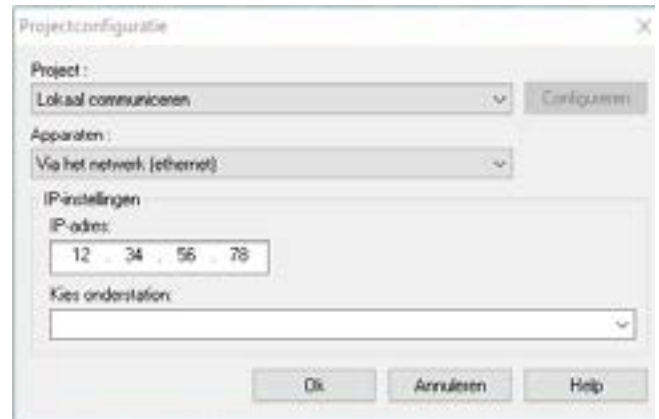 Projectconfiguratie
Project :
Lokaal communiceren
Configureren
Apparaten :
Via het netwerk (ethernet)
IP-instellingen
IP-adres:
12 . 34 . 56 . 78
Kies onderstation:
Ok Annuleren Help